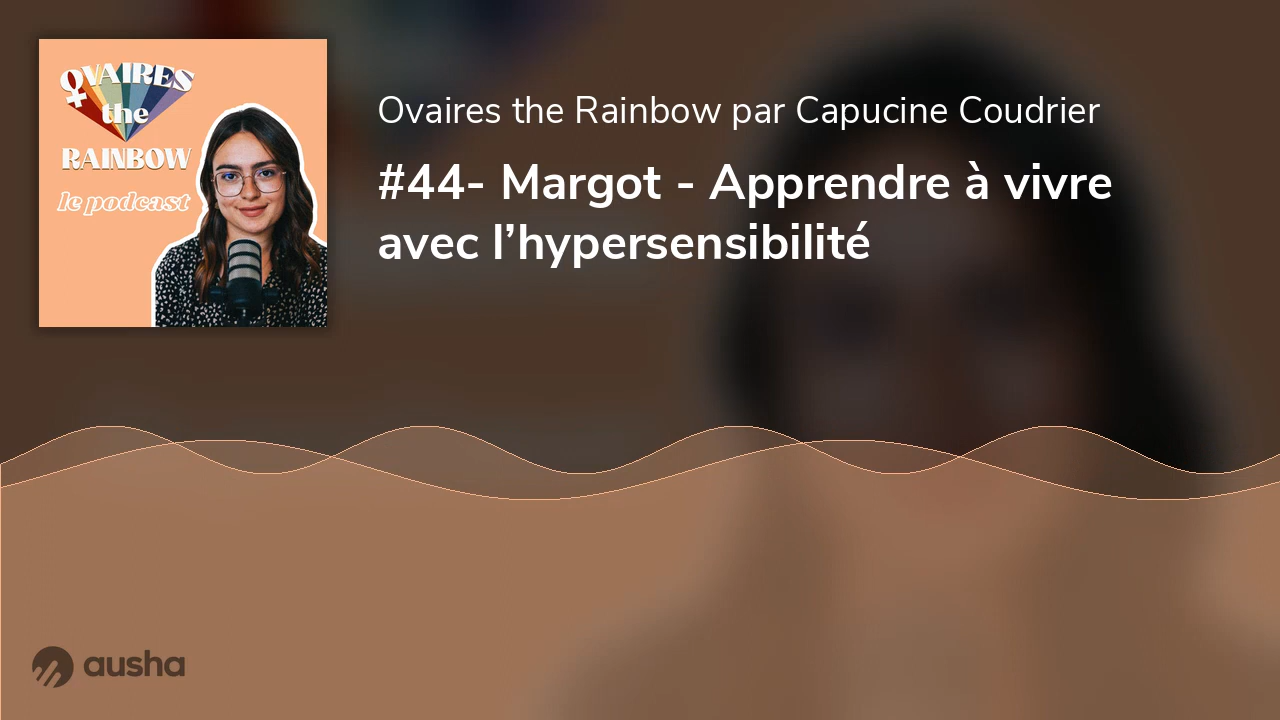 OVAIRES
the
RAINBOW
le podcast
Ovaires the Rainbow par Capucine Coudrier
#44- Margot - Apprendre à vivre
avec l’hypersensibilité
ausha